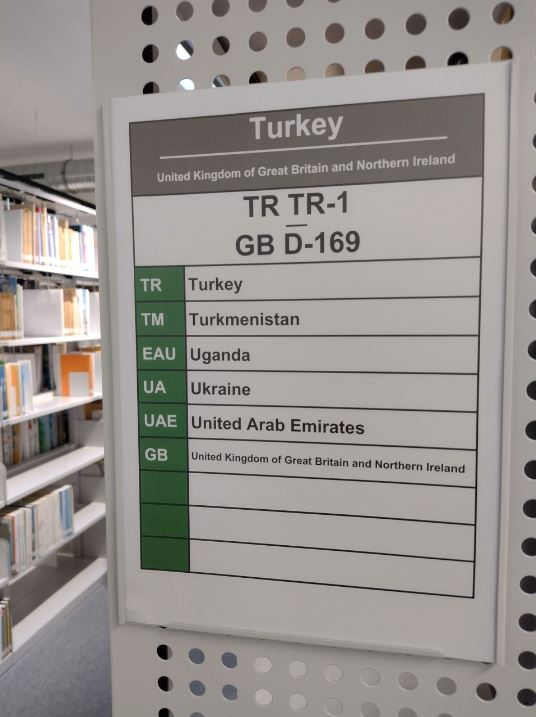 Turkey
United Kingdom of Great Britain and Northern Ireland
TR TR-1
–
GB D-169
TR Turkey
TM Turkmenistan
EAU Uganda
UA Ukraine
UAE United Arab Emirates
GB United Kingdom of Great Britain and Northern Ireland